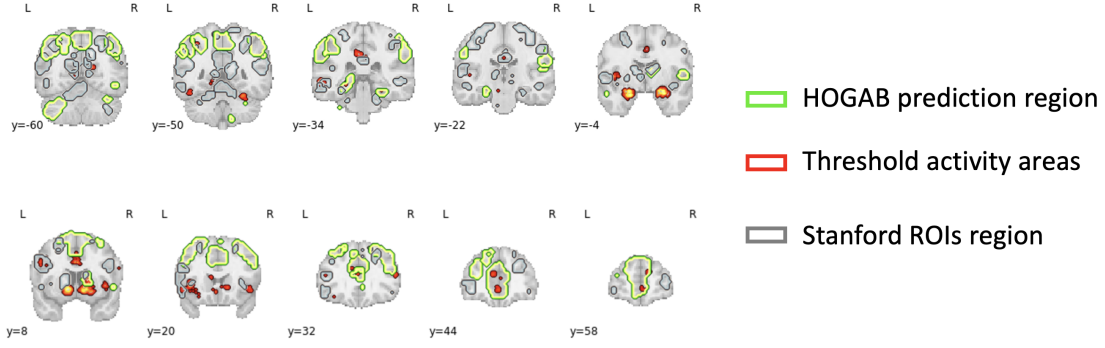 L R L R L R L R L R
y=-60 y=-50 y=-34 y=-22 y=-4
HOGAB prediction region
Threshold activity areas
Stanford ROIs region
L R L R L R L R L R
y=8 y=20 y=32 y=44 y=58